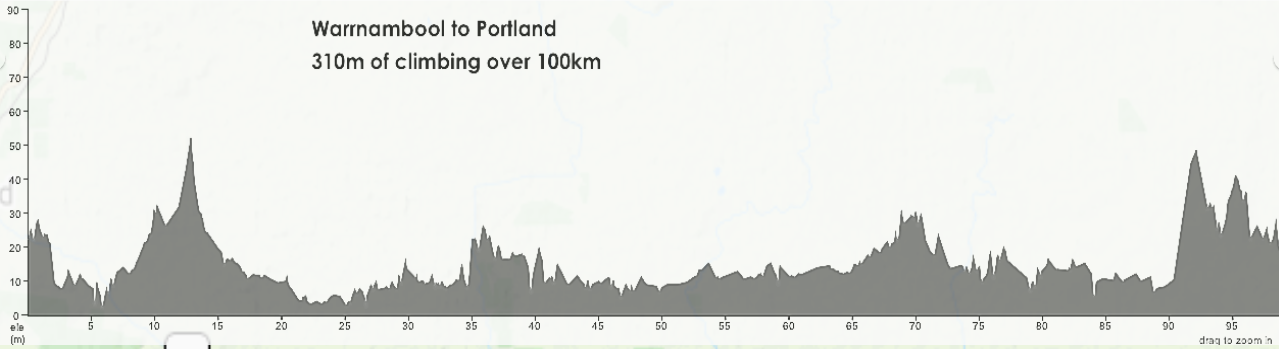 90
Warrnambool to Portland
80
310m of climbing over 100km
70
60
50
40
30
20
10
0
ele 5 10 15 20 25 30 35 40 45 50 55 60 65 70 75 80 85 90 95
(m) drag to zoom in